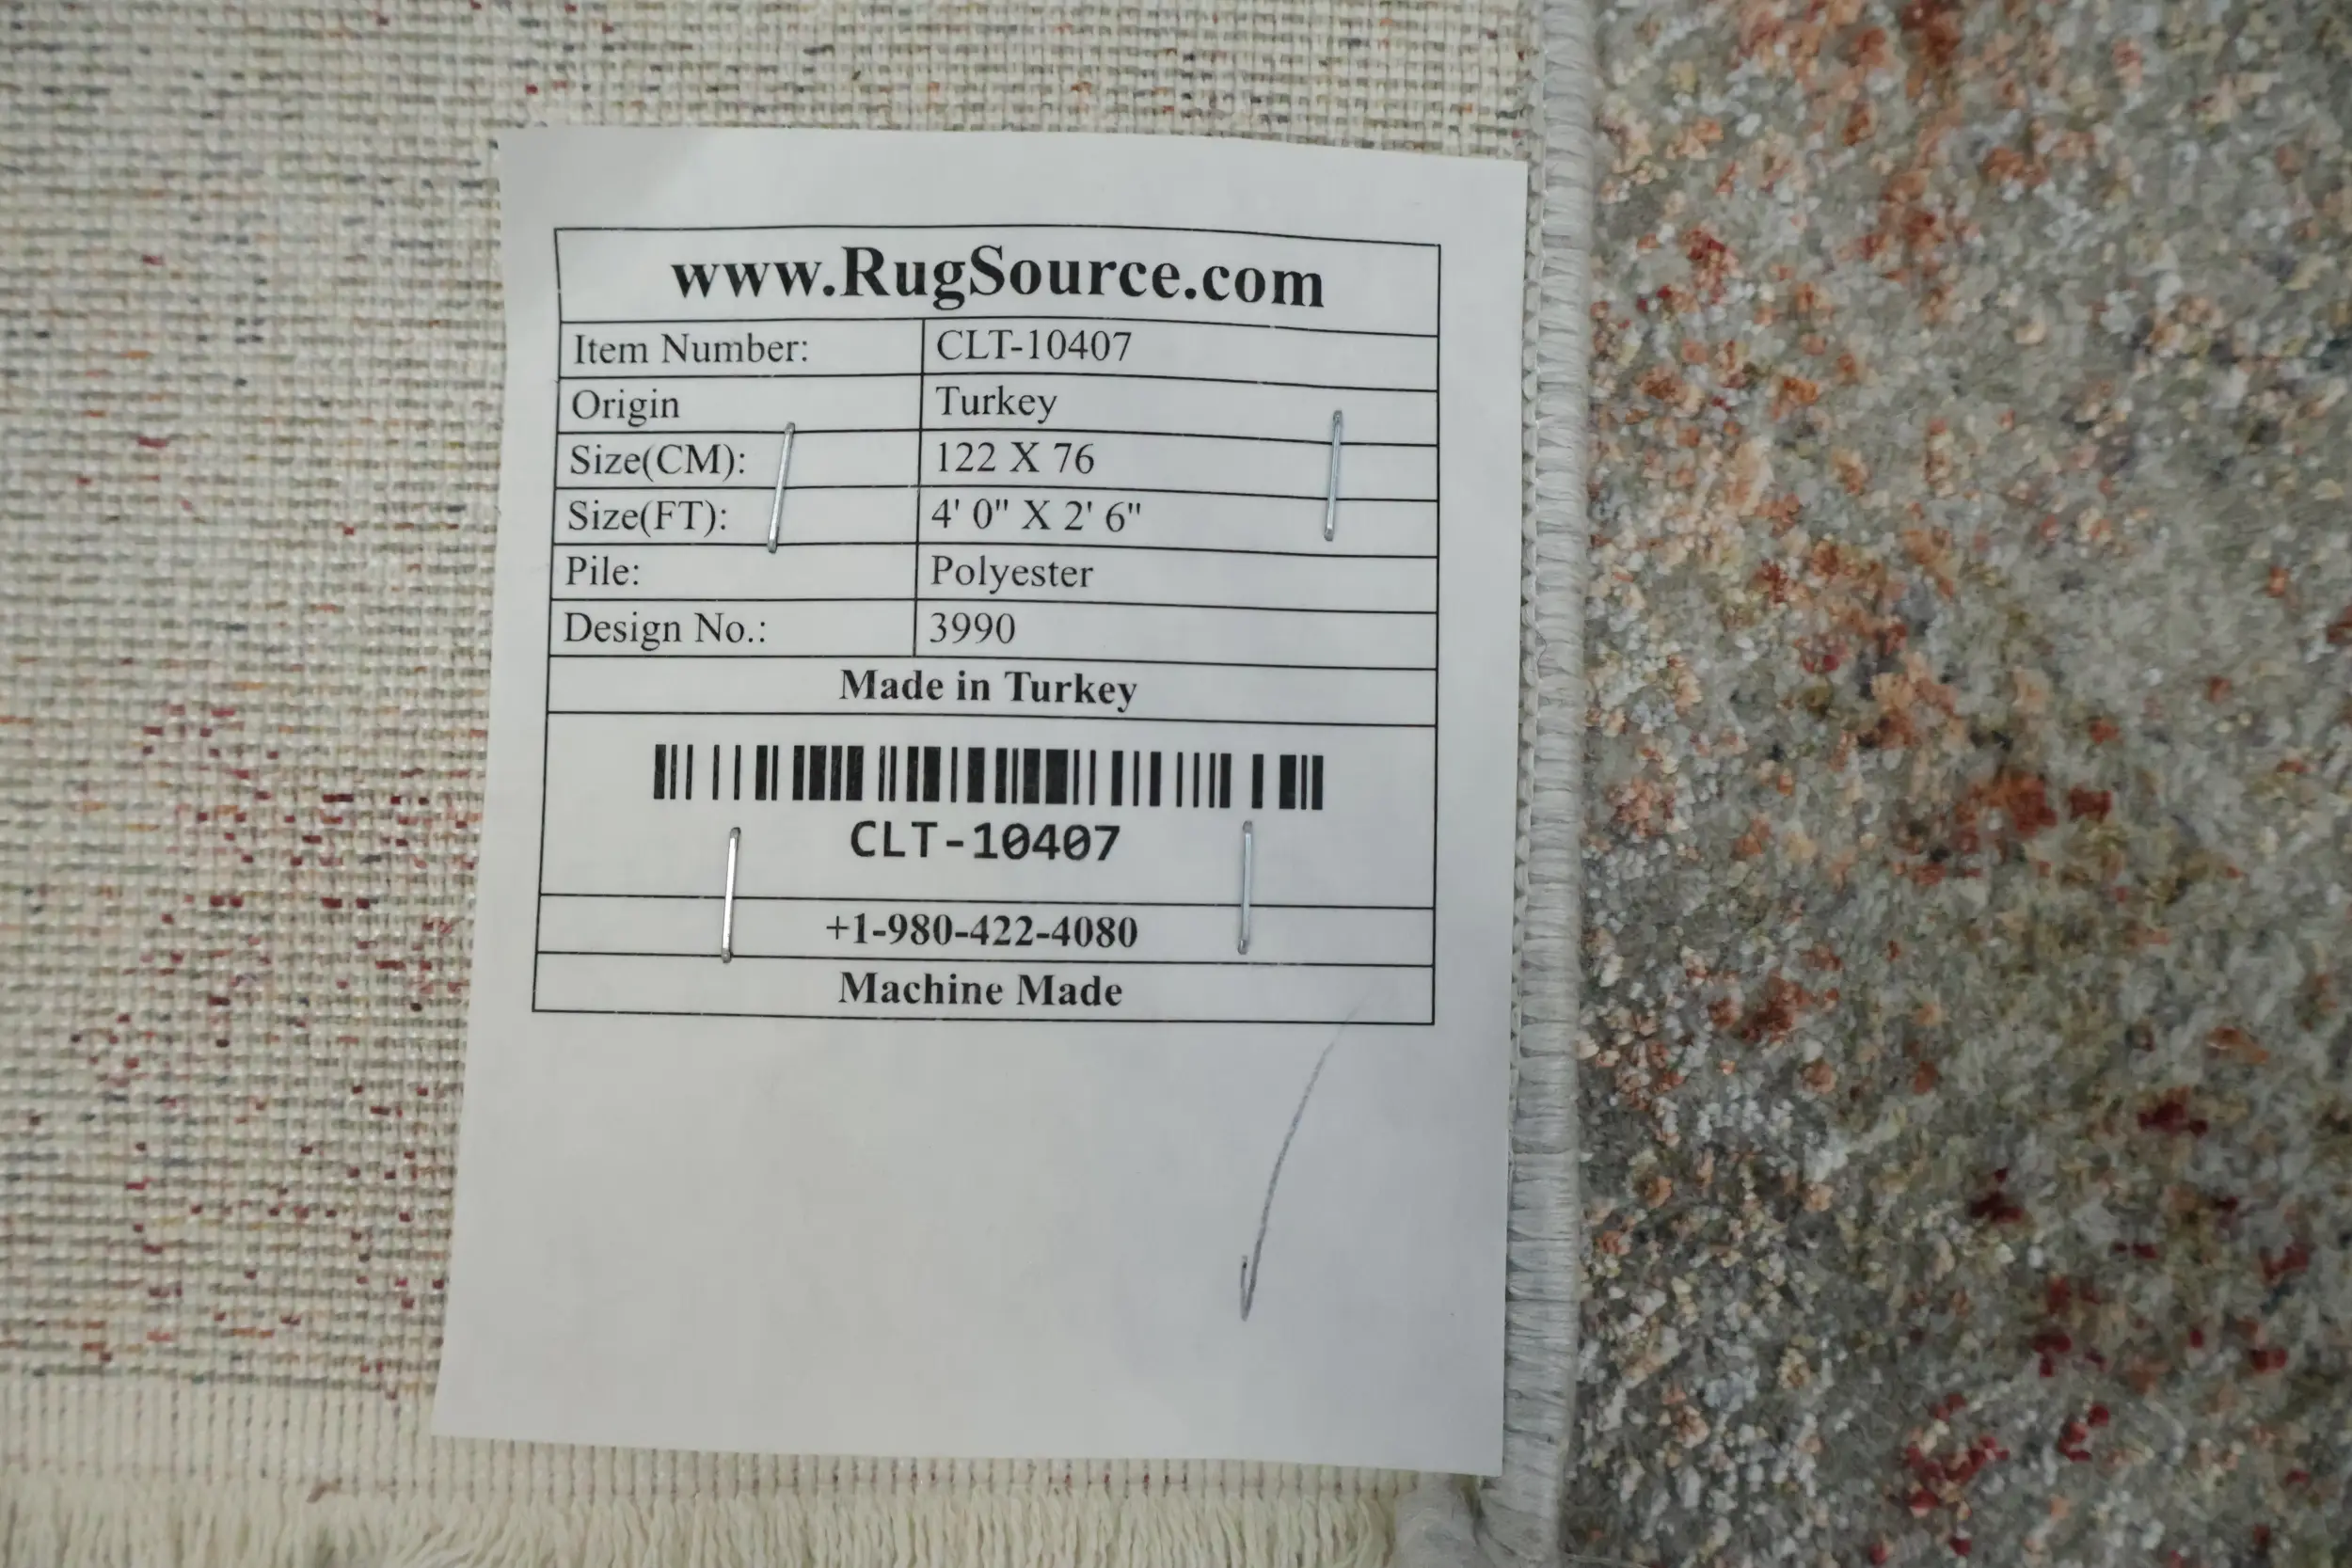 www.RugSource.com
Item Number: CLT-10407
Origin Turkey
Size(CM): 122 X 76
Size(FT): 4' 0" X 2' 6"
Pile: Polyester
Design No.: 3990
Made in Turkey
CLT-10407
+1-980-422-4080
Machine Made